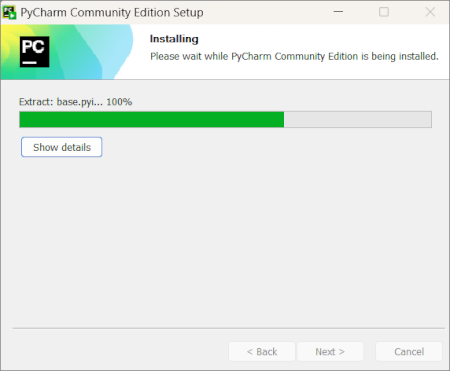 PyCharm Community Edition Setup
PC
Installing
Please wait while PyCharm Community Edition is being installed.
Extract: base.pyi... 100%
Show details
< Back
Next >
Cancel